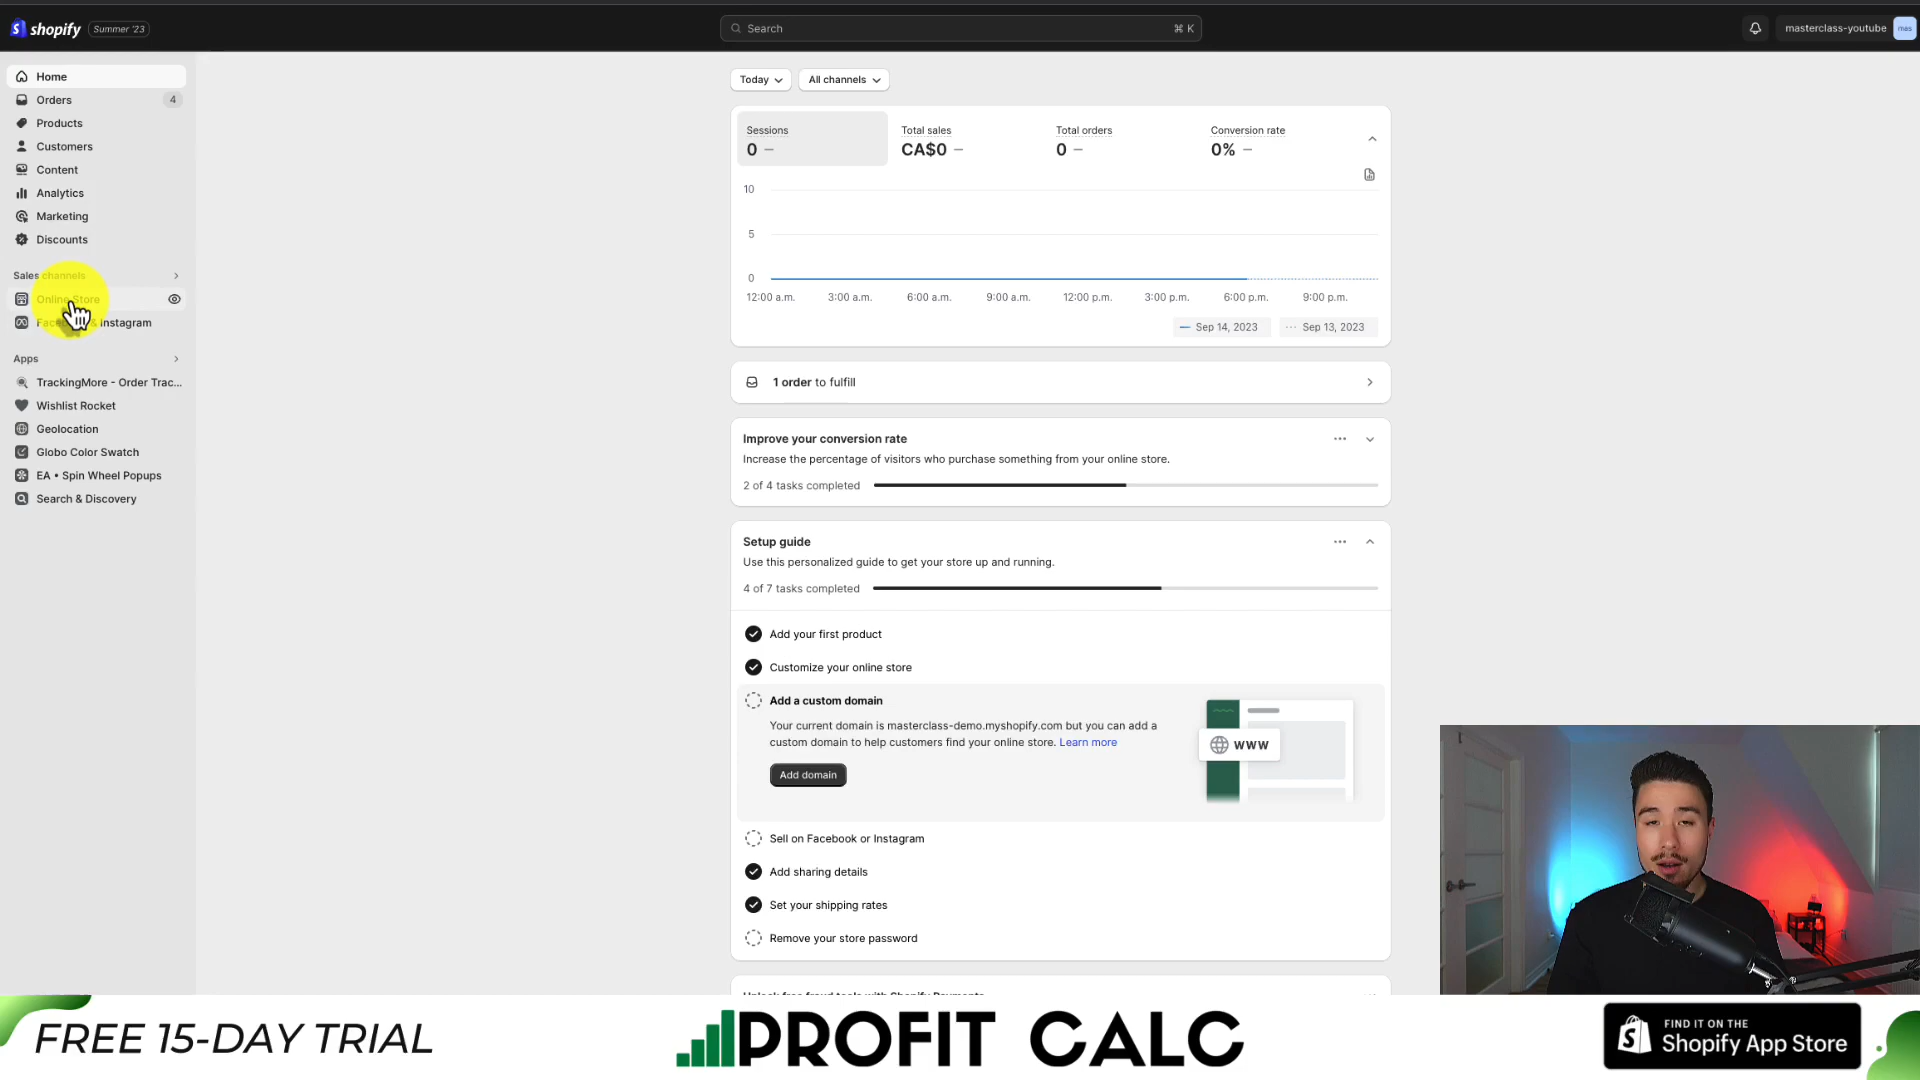 shopify Summer '23
Search ⌘ K
masterclass-youtube mas
Home
Orders 4
Products
Customers
Content
Analytics
Marketing
Discounts
Sales channels
Online Store
Facebook & Instagram
Apps
TrackingMore - Order Trac...
Wishlist Rocket
Geolocation
Globo Color Swatch
EA • Spin Wheel Popups
Search & Discovery
Today All channels
Sessions Total sales Total orders Conversion rate
0 – CA$0 – 0 – 0% –
10
5
0
12:00 a.m. 3:00 a.m. 6:00 a.m. 9:00 a.m. 12:00 p.m. 3:00 p.m. 6:00 p.m. 9:00 p.m.
Sep 14, 2023 Sep 13, 2023
1 order to fulfill
Improve your conversion rate
Increase the percentage of visitors who purchase something from your online store.
2 of 4 tasks completed
Setup guide
Use this personalized guide to get your store up and running.
4 of 7 tasks completed
Add your first product
Customize your online store
Add a custom domain
Your current domain is masterclass-demo.myshopify.com but you can add a
custom domain to help customers find your online store. Learn more
WWW
Add domain
Sell on Facebook or Instagram
Add sharing details
Set your shipping rates
Remove your store password
Unlock free fraud tools with Shopify Payments
FREE 15-DAY TRIAL
PROFIT CALC
FIND IT ON THE
Shopify App Store